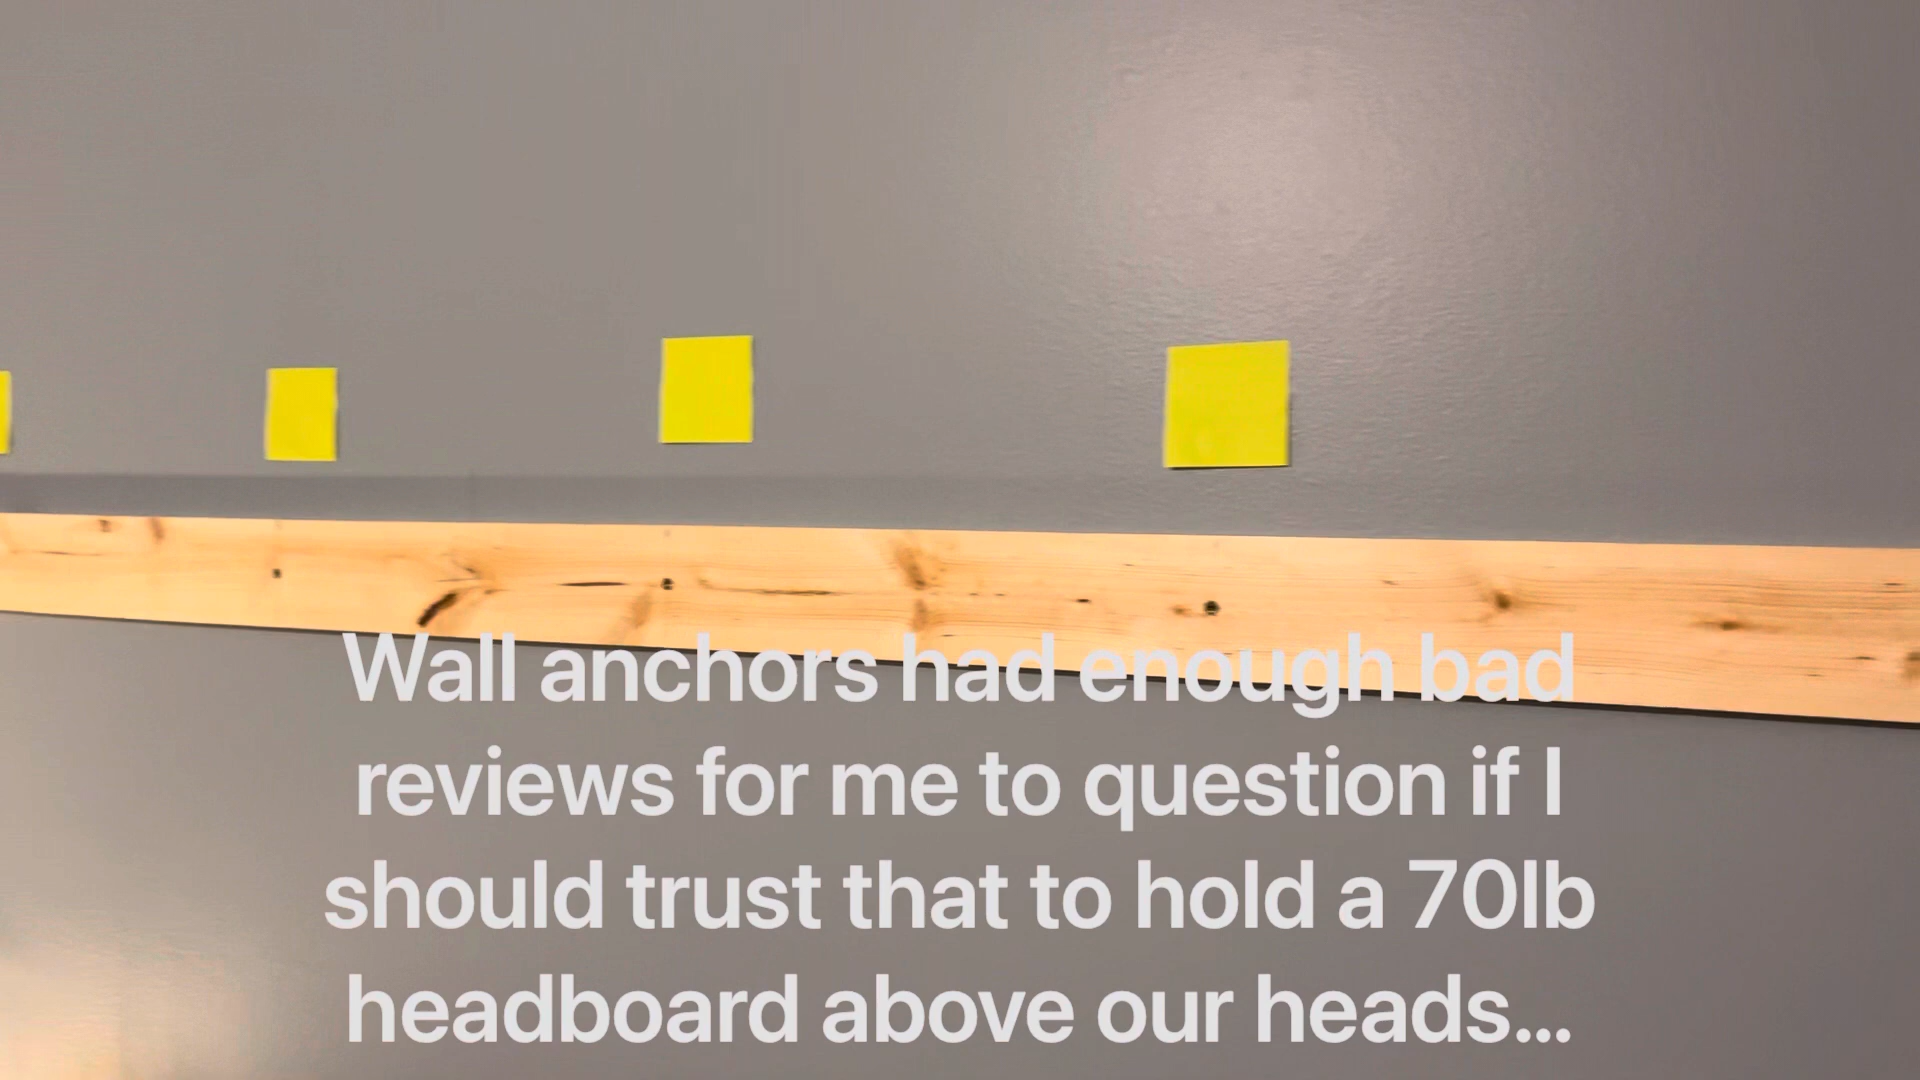 Wall anchors had enough bad
reviews for me to question if I
should trust that to hold a 70lb
headboard above our heads...